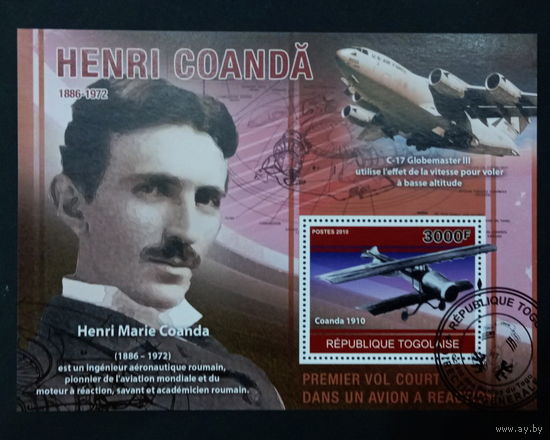 HENRI COANDĂ
1886-1972
C-17 Globemaster III
utilise l'effet de la vitesse pour voler
à basse altitude
POSTES 2010
3000F
Coanda 1910
RÉPUBLIQUE TOGOLAISE
Henri Marie Coanda
(1886 – 1972)
est un ingénieur aéronautique roumain,
pionnier de l'aviation mondiale et du
moteur à réaction, savant et académicien roumain.
PREMIER VOL COURT
DANS UN AVION A
RÉPUBLIQUE TOGOLAISE
www.ay.by